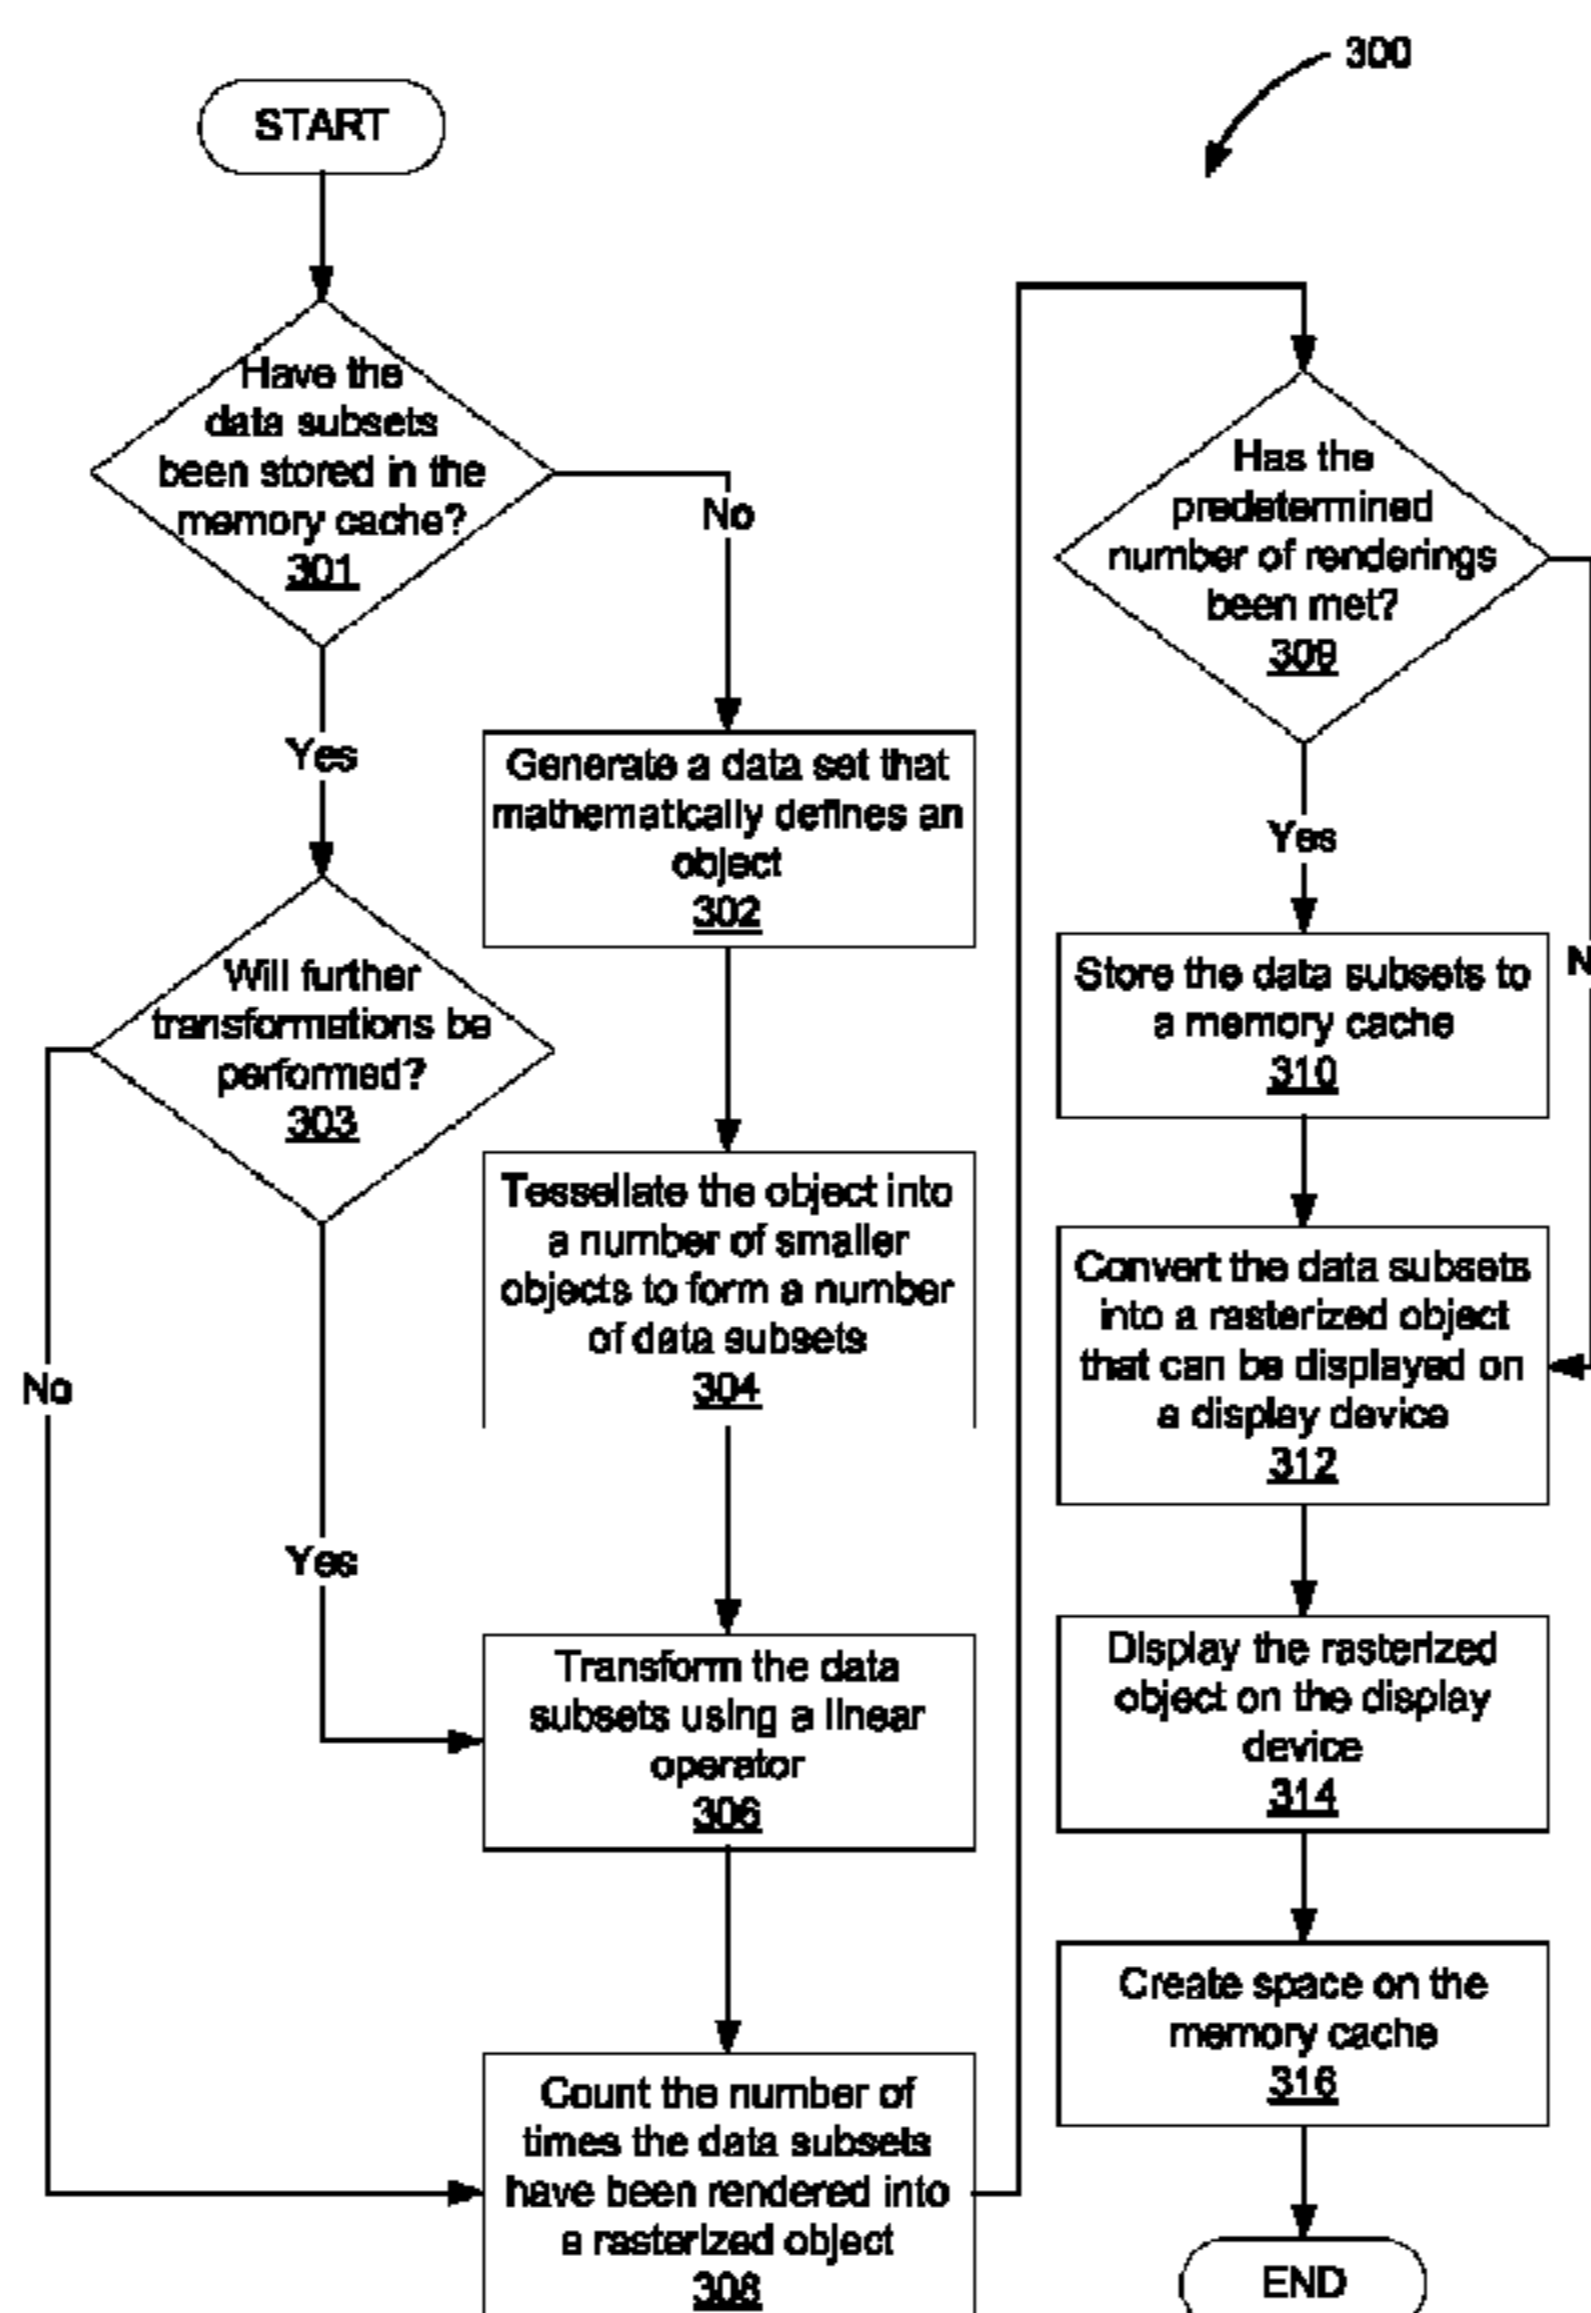 300
START
Have the
data subsets
been stored in the
memory cache?
301
No
Yes
Generate a data set that
mathematically defines an
object
302
Will further
transformations be
performed?
303
No
Yes
Tessellate the object into
a number of smaller
objects to form a number
of data subsets
304
Transform the data
subsets using a linear
operator
306
Count the number of
times the data subsets
have been rendered into
a rasterized object
308
Has the
predetermined
number of renderings
been met?
309
Yes
Store the data subsets to
a memory cache
310
Convert the data subsets
into a rasterized object
that can be displayed on
a display device
312
Display the rasterized
object on the display
device
314
Create space on the
memory cache
316
END